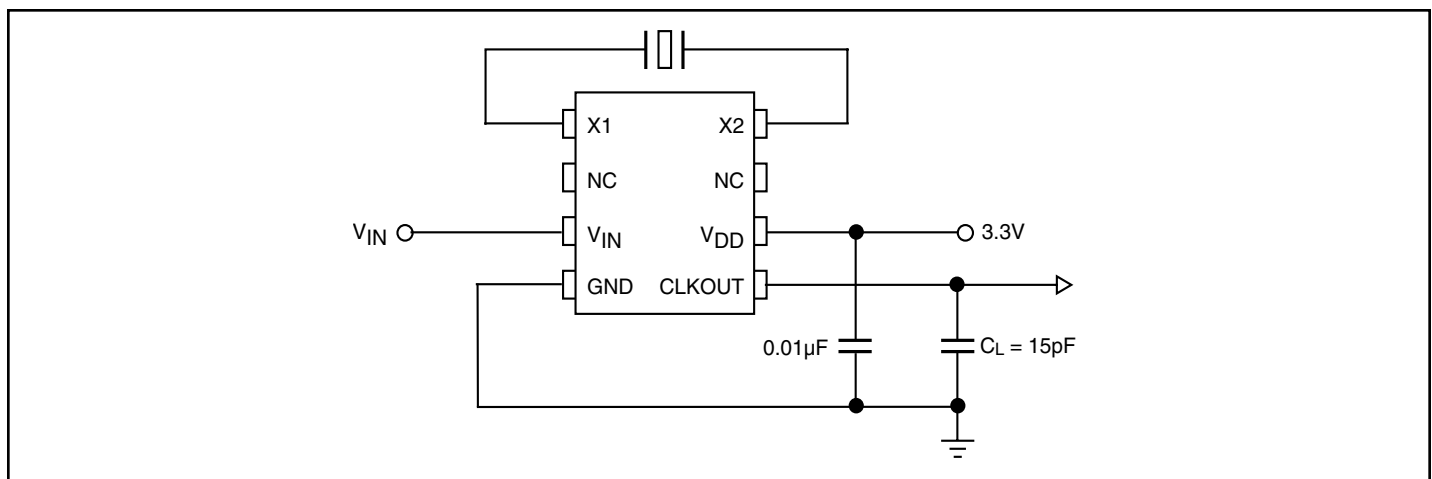 X1 X2
NC NC
VIN VIN VDD 3.3V
GND CLKOUT
0.01µF CL = 15pF